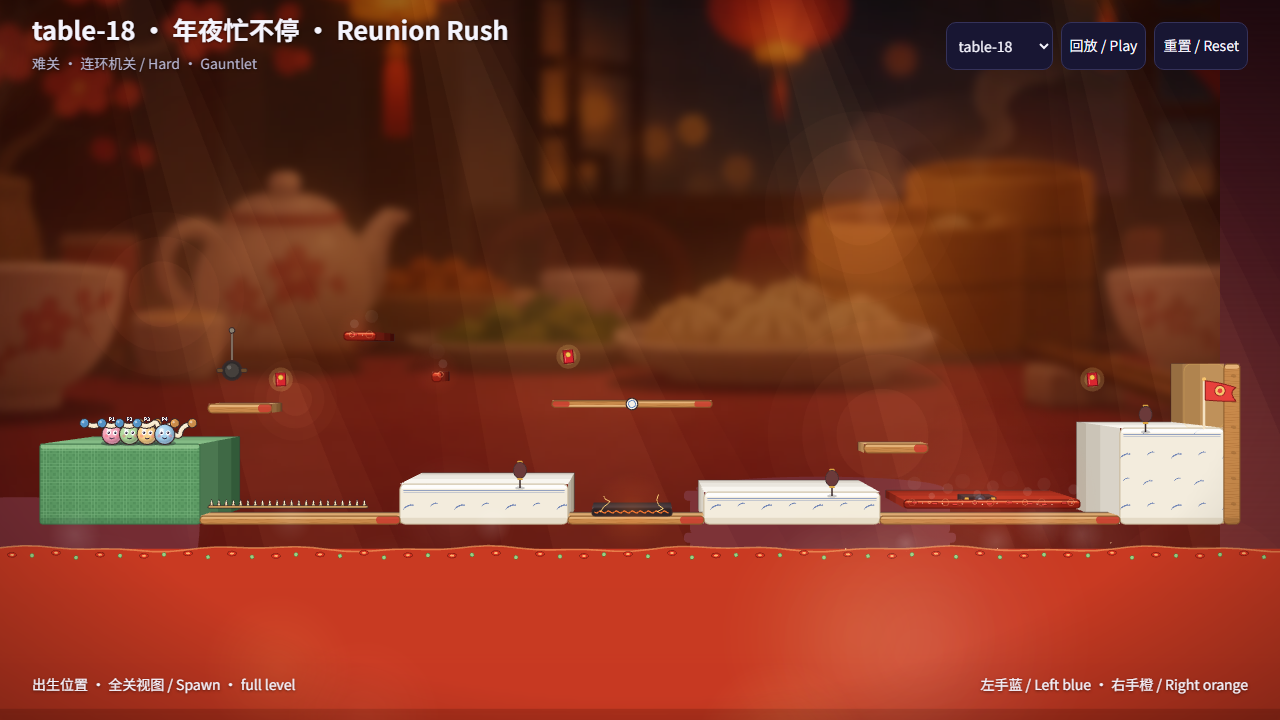 table-18 • 年夜忙不停 • Reunion Rush
难关 • 连环机关 / Hard • Gauntlet
table-18
回放 / Play
重置 / Reset
P1 P2 P3 P4
出生位置 • 全关视图 / Spawn • full level
左手蓝 / Left blue • 右手橙 / Right orange